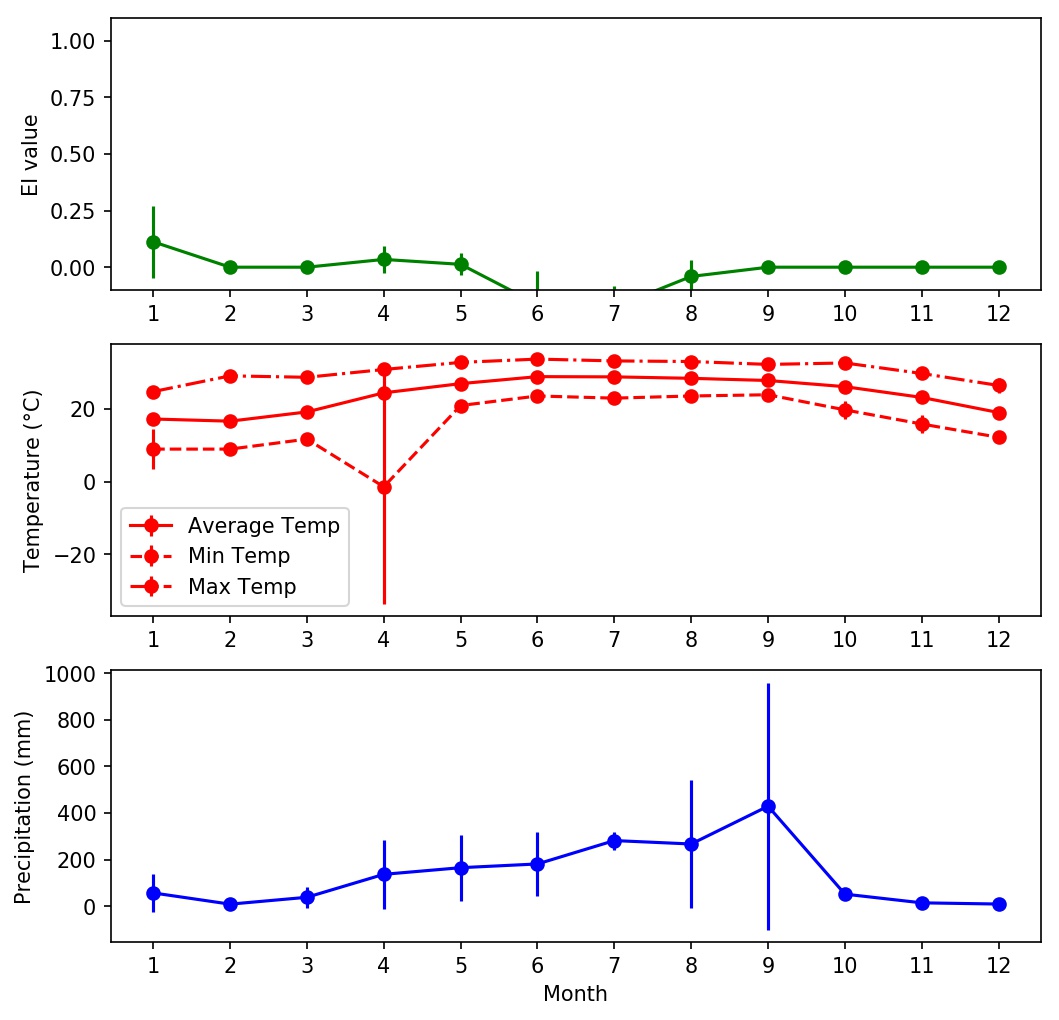 1.00
0.75
0.50
0.25
0.00
EI value
1 2 3 4 5 6 7 8 9 10 11 12
20
0
−20
Temperature (°C)
Average Temp
Min Temp
Max Temp
1 2 3 4 5 6 7 8 9 10 11 12
1000
800
600
400
200
0
Precipitation (mm)
1 2 3 4 5 6 7 8 9 10 11 12
Month